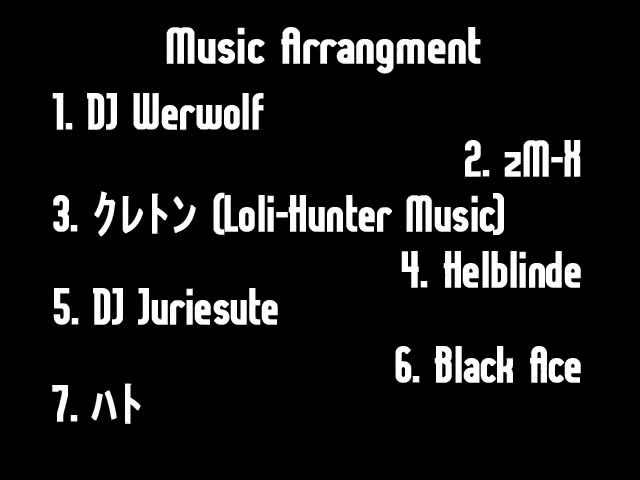 Music Arrangment
1. DJ Werwolf
2. zM-X
3. クレトン (Loli-Hunter Music)
4. Helblinde
5. DJ Juriesute
6. Black Ace
7. ハト